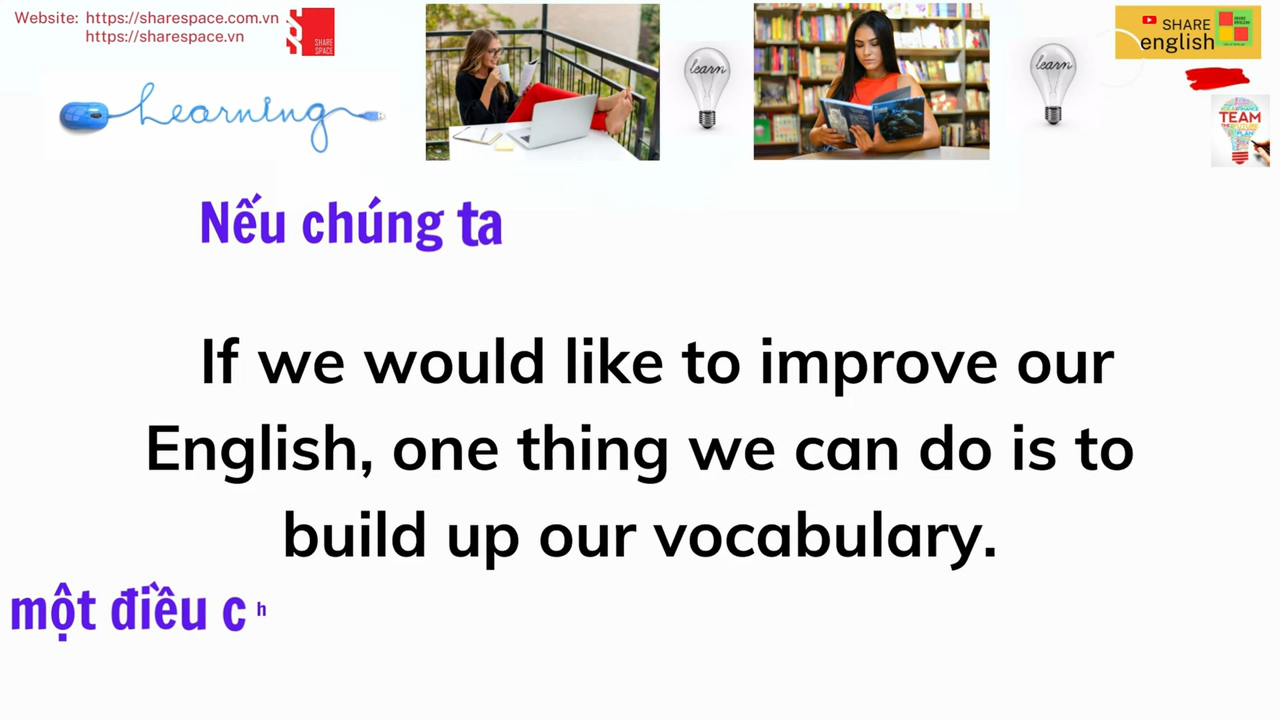 Website: https://sharespace.com.vn
https://sharespace.vn
SHARE
SPACE
Learning
learn
learn
SHARE
english
TEAM
Nếu chúng ta
If we would like to improve our
English, one thing we can do is to
build up our vocabulary.
một điều ch